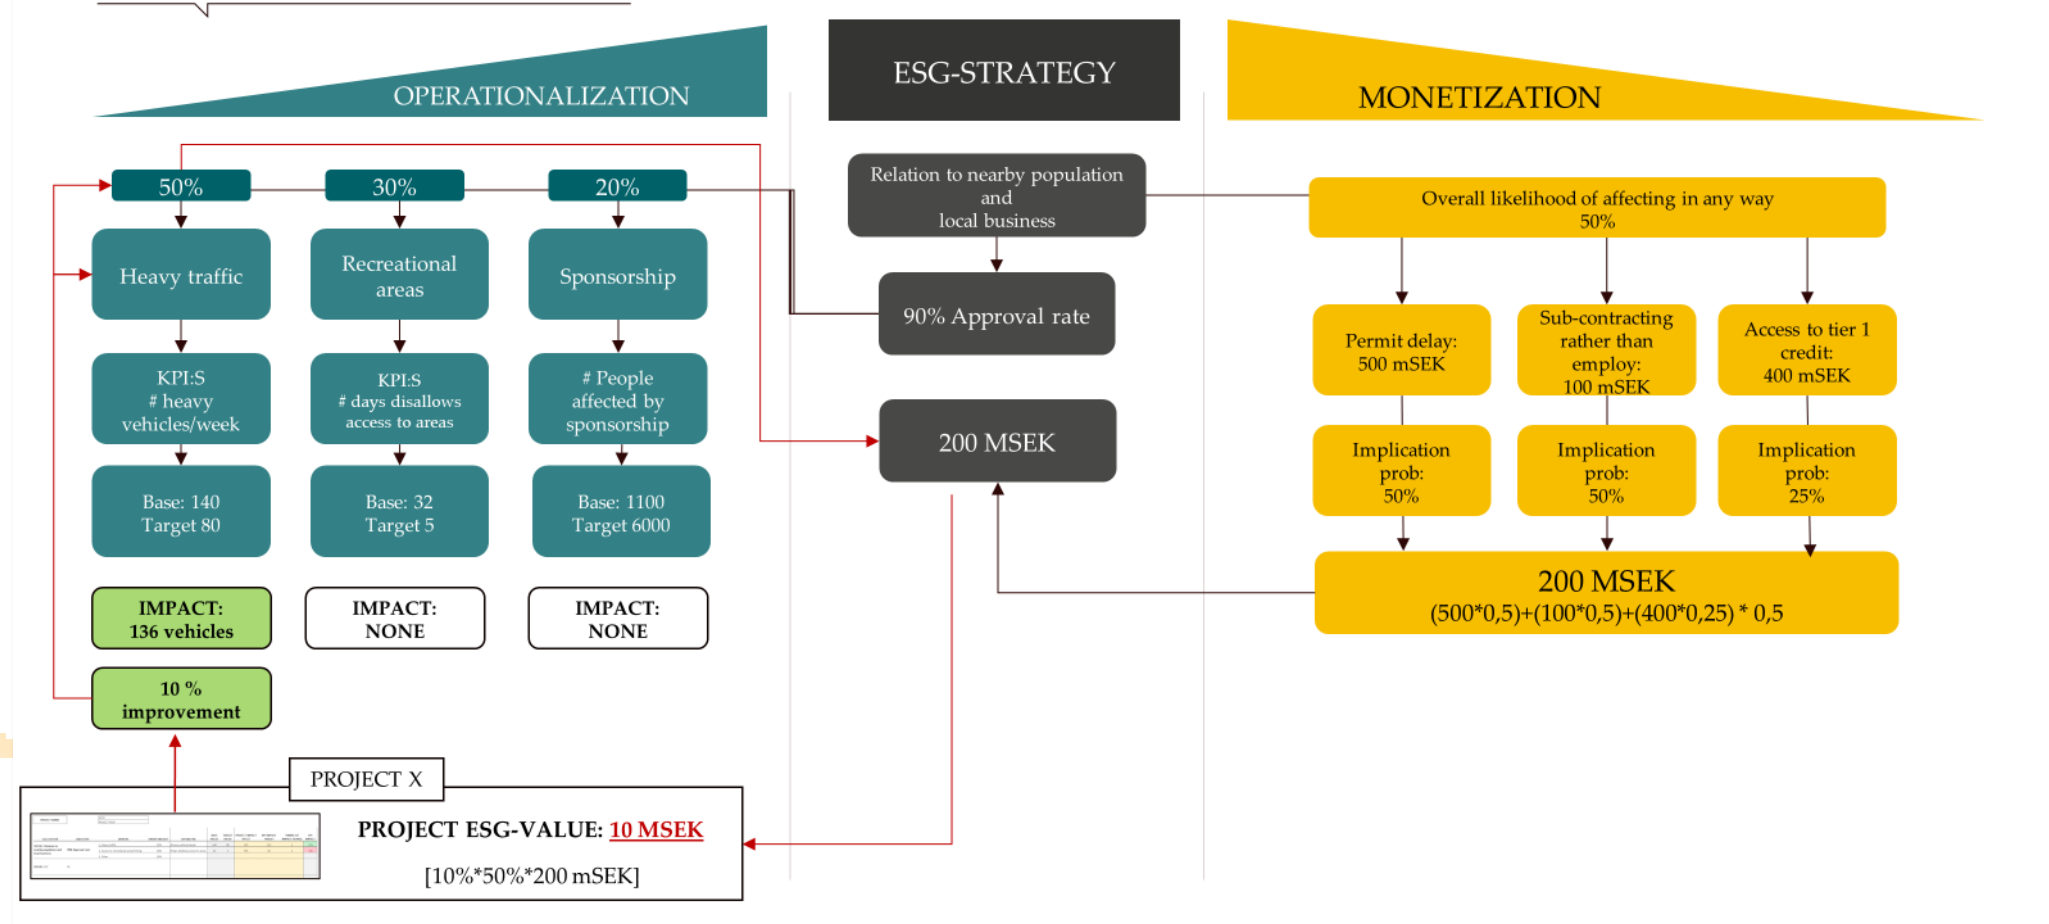 OPERATIONALIZATION
ESG-STRATEGY
MONETIZATION
50%
30%
20%
Relation to nearby population
and
local business
Overall likelihood of affecting in any way
50%
Heavy traffic
Recreational
areas
Sponsorship
90% Approval rate
Permit delay:
500 mSEK
Sub-contracting
rather than
employ:
100 mSEK
Access to tier 1
credit:
400 mSEK
KPI:S
# heavy
vehicles/week
KPI:S
# days disallows
access to areas
# People
affected by
sponsorship
200 MSEK
Implication
prob:
50%
Implication
prob:
50%
Implication
prob:
25%
Base: 140
Target 80
Base: 32
Target 5
Base: 1100
Target 6000
200 MSEK
(500*0,5)+(100*0,5)+(400*0,25) * 0,5
IMPACT:
136 vehicles
IMPACT:
NONE
IMPACT:
NONE
10 %
improvement
PROJECT X
PROJECT ESG-VALUE: 10 MSEK
[10%*50%*200 mSEK]